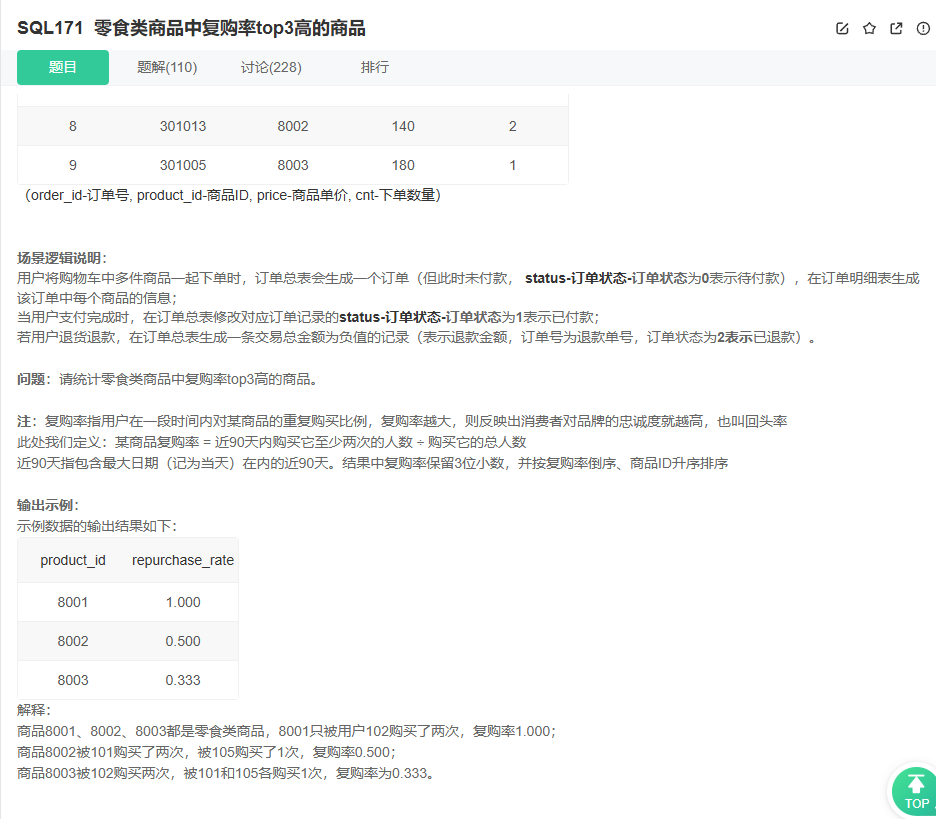 SQL171 零食类商品中复购率top3高的商品
题目 题解(110) 讨论(228) 排行
8 301013 8002 140 2
9 301005 8003 180 1
（order_id-订单号, product_id-商品ID, price-商品单价, cnt-下单数量）
场景逻辑说明：
用户将购物车中多件商品一起下单时，订单总表会生成一个订单（但此时未付款， status-订单状态-订单状态为0表示待付款），在订单明细表生成
该订单中每个商品的信息；
当用户支付完成时，在订单总表修改对应订单记录的status-订单状态-订单状态为1表示已付款；
若用户退货退款，在订单总表生成一条交易总金额为负值的记录（表示退款金额，订单号为退款单号，订单状态为2表示已退款）。
问题：请统计零食类商品中复购率top3高的商品。
注：复购率指用户在一段时间内对某商品的重复购买比例，复购率越大，则反映出消费者对品牌的忠诚度就越高，也叫回头率
此处我们定义：某商品复购率 = 近90天内购买它至少两次的人数 ÷ 购买它的总人数
近90天指包含最大日期（记为当天）在内的近90天。结果中复购率保留3位小数，并按复购率倒序、商品ID升序排序
输出示例：
示例数据的输出结果如下：
product_id repurchase_rate
8001 1.000
8002 0.500
8003 0.333
解释：
商品8001、8002、8003都是零食类商品，8001只被用户102购买了两次，复购率1.000；
商品8002被101购买了两次，被105购买了1次，复购率0.500；
商品8003被102购买两次，被101和105各购买1次，复购率为0.333。
TOP